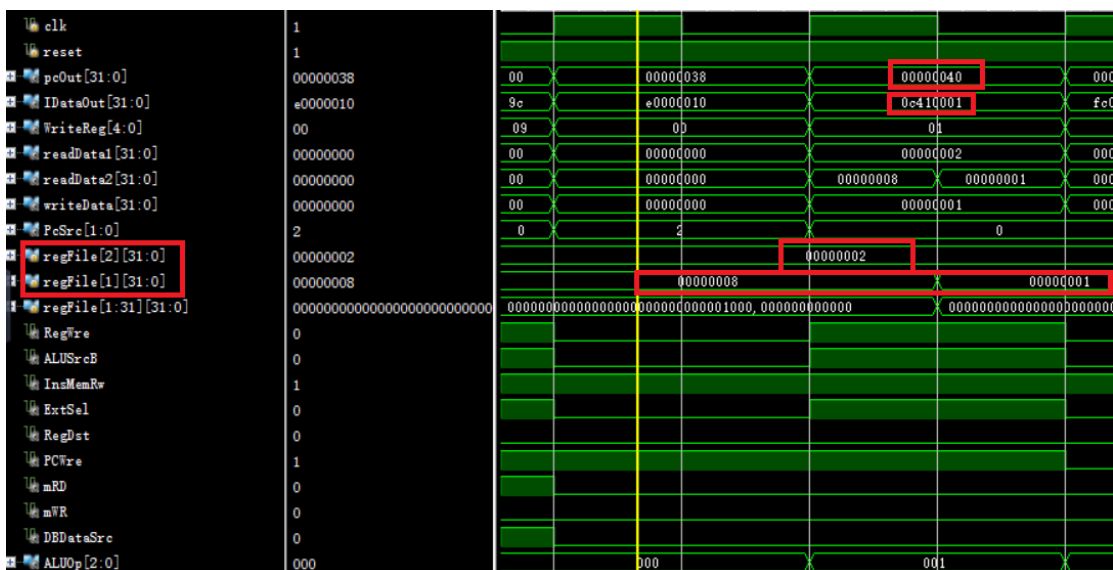 clk 1
reset 1
pcOut[31:0] 00000038 00 00000038 00000040 000
IDataOut[31:0] e0000010 9c e0000010 0c410001 fc0
WriteReg[4:0] 00 09 00 01
readData1[31:0] 00000000 00 00000000 00000002 000
readData2[31:0] 00000000 00 00000000 00000008 00000001 000
writeData[31:0] 00000000 00 00000000 00000001 000
PcSrc[1:0] 2 0 2 0
regFile[2][31:0] 00000002 00000002
regFile[1][31:0] 00000008 00000008 00000001
regFile[1:31][31:0]
RegWre 0
ALUSrcB 0
InsMemRw 1
ExtSel 0
RegDst 0
PCWre 1
mRD 0
mWR 0
DBDataSrc 0
ALUOp[2:0] 000 000 001